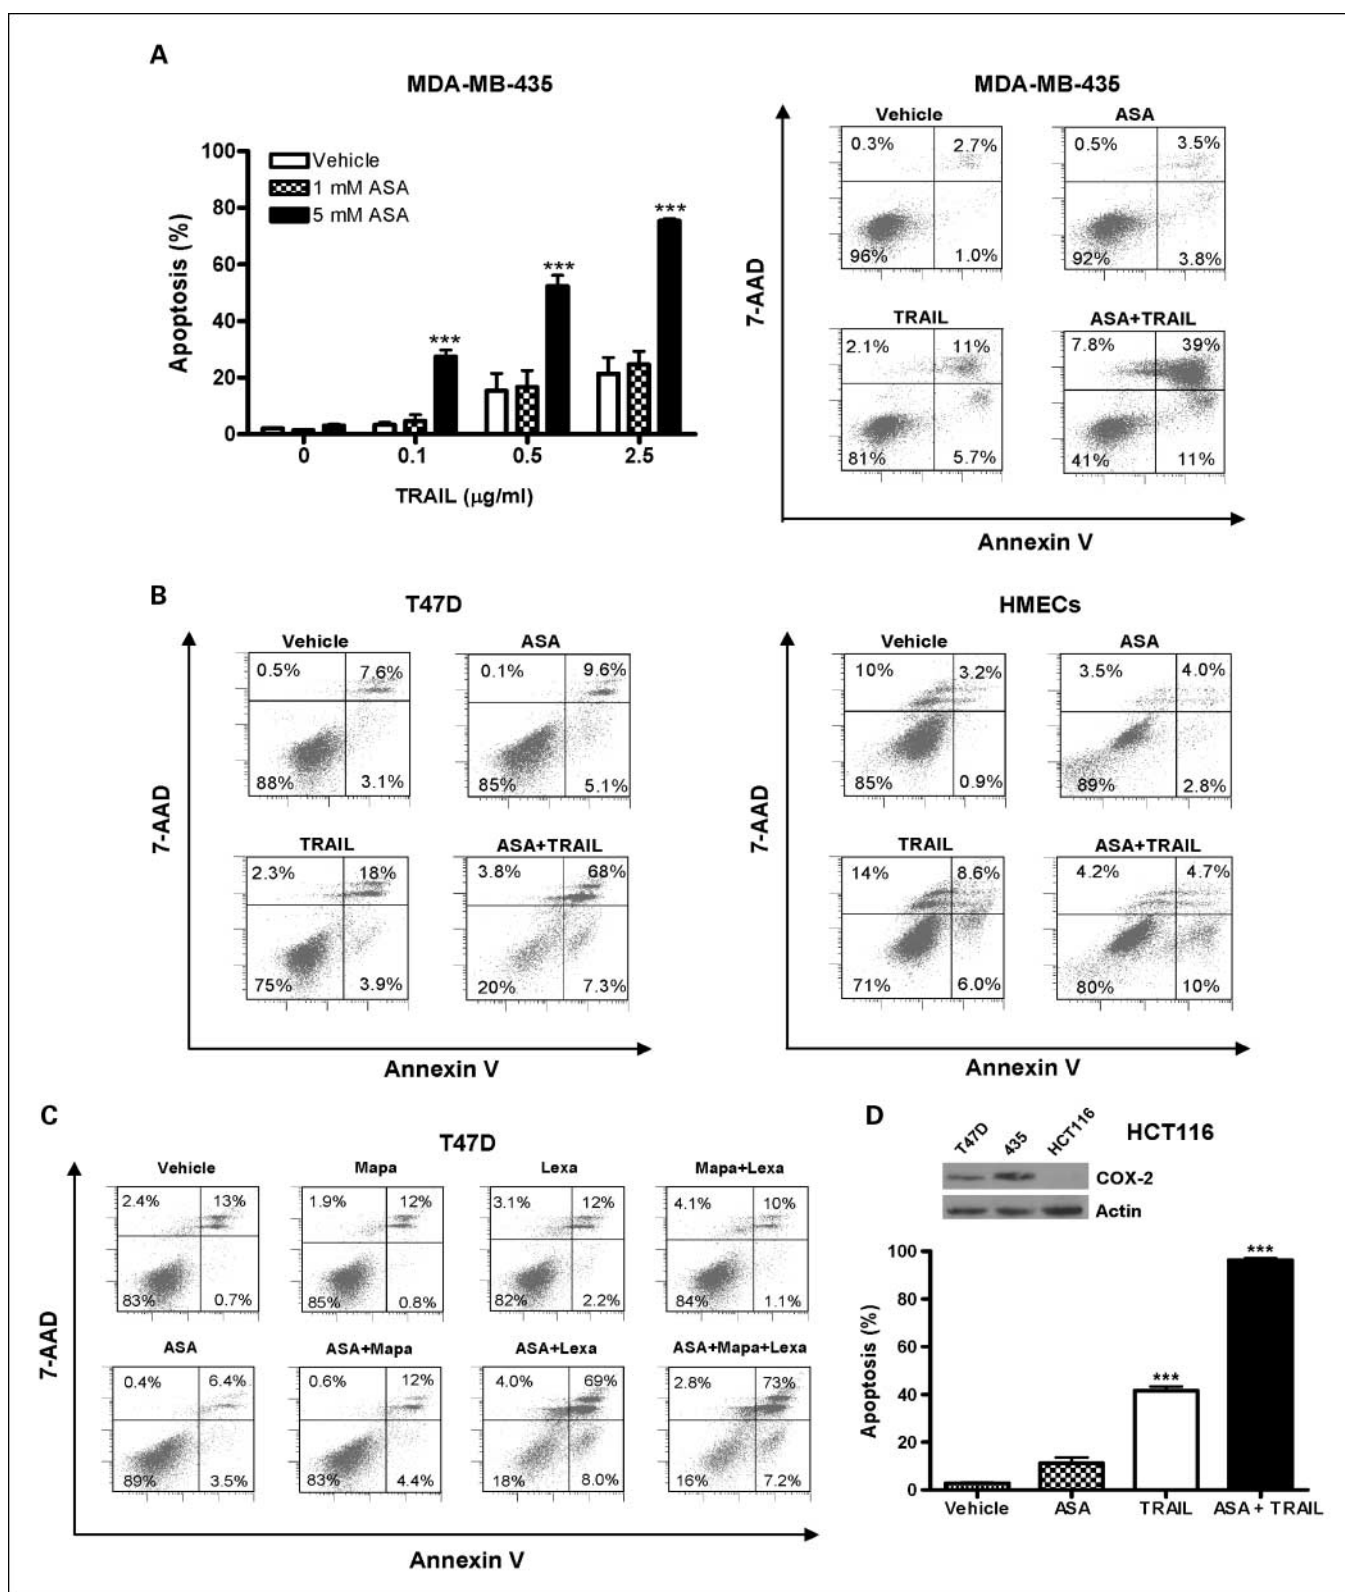 A
MDA-MB-435
100
80
60
40
20
0
Apoptosis (%)
Vehicle
1 mM ASA
5 mM ASA
***
***
***
0 0.1 0.5 2.5
TRAIL (µg/ml)
MDA-MB-435
Vehicle ASA
0.3% 2.7% 0.5% 3.5%
96% 1.0% 92% 3.8%
TRAIL ASA+TRAIL
2.1% 11% 7.8% 39%
81% 5.7% 41% 11%
7-AAD
Annexin V
B
T47D
Vehicle ASA
0.5% 7.6% 0.1% 9.6%
88% 3.1% 85% 5.1%
TRAIL ASA+TRAIL
2.3% 18% 3.8% 68%
75% 3.9% 20% 7.3%
7-AAD
Annexin V
HMECs
Vehicle ASA
10% 3.2% 3.5% 4.0%
85% 0.9% 89% 2.8%
TRAIL ASA+TRAIL
14% 8.6% 4.2% 4.7%
71% 6.0% 80% 10%
7-AAD
Annexin V
C
T47D
Vehicle Mapa Lexa Mapa+Lexa
2.4% 13% 1.9% 12% 3.1% 12% 4.1% 10%
83% 0.7% 85% 0.8% 82% 2.2% 84% 1.1%
ASA ASA+Mapa ASA+Lexa ASA+Mapa+Lexa
0.4% 6.4% 0.6% 12% 4.0% 69% 2.8% 73%
89% 3.5% 83% 4.4% 18% 8.0% 16% 7.2%
7-AAD
Annexin V
D
T47D 435 HCT116
HCT116
COX-2
Actin
100
80
60
40
20
0
Apoptosis (%)
***
***
Vehicle ASA TRAIL ASA + TRAIL